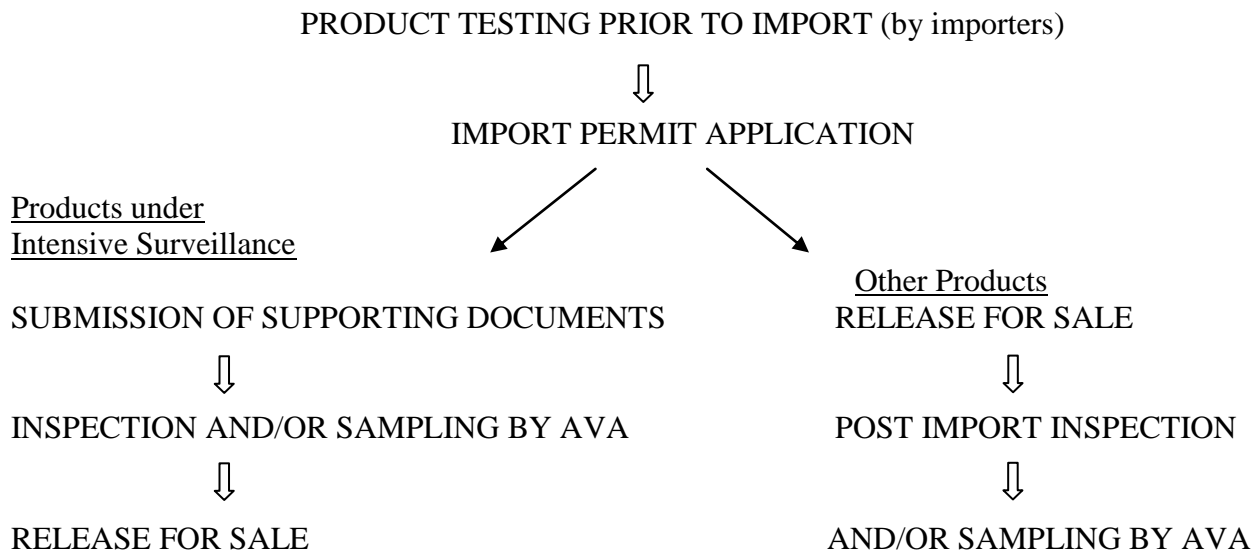 PRODUCT TESTING PRIOR TO IMPORT (by importers)
IMPORT PERMIT APPLICATION
Products under
Intensive Surveillance
SUBMISSION OF SUPPORTING DOCUMENTS
INSPECTION AND/OR SAMPLING BY AVA
RELEASE FOR SALE
Other Products
RELEASE FOR SALE
POST IMPORT INSPECTION
AND/OR SAMPLING BY AVA